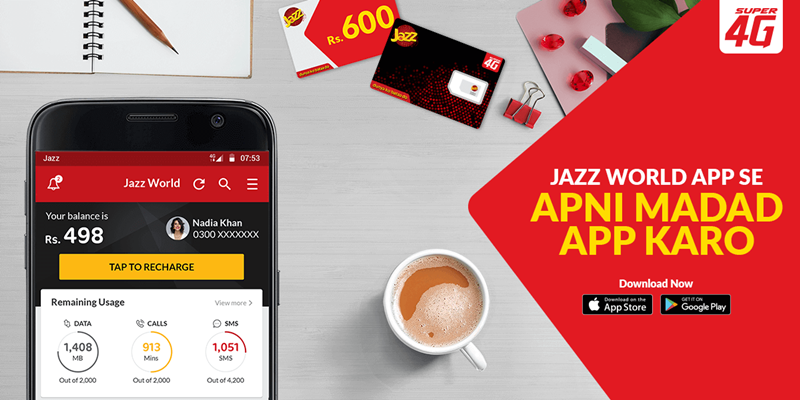 Jazz
Rs. 600
Jazz
4G
SUPER
4G
Jazz
4G
07:53
2
Jazz World
Your balance is
Rs. 498
Nadia Khan
0300 XXXXXXX
TAP TO RECHARGE
Remaining Usage
View more >
DATA
CALLS
SMS
1,408
MB
913
Mins
1,051
SMS
Out of 2,000
Out of 2,000
Out of 4,200
JAZZ WORLD APP SE
APNI MADAD
APP KARO
Download Now
Download on the
App Store
GET IT ON
Google Play